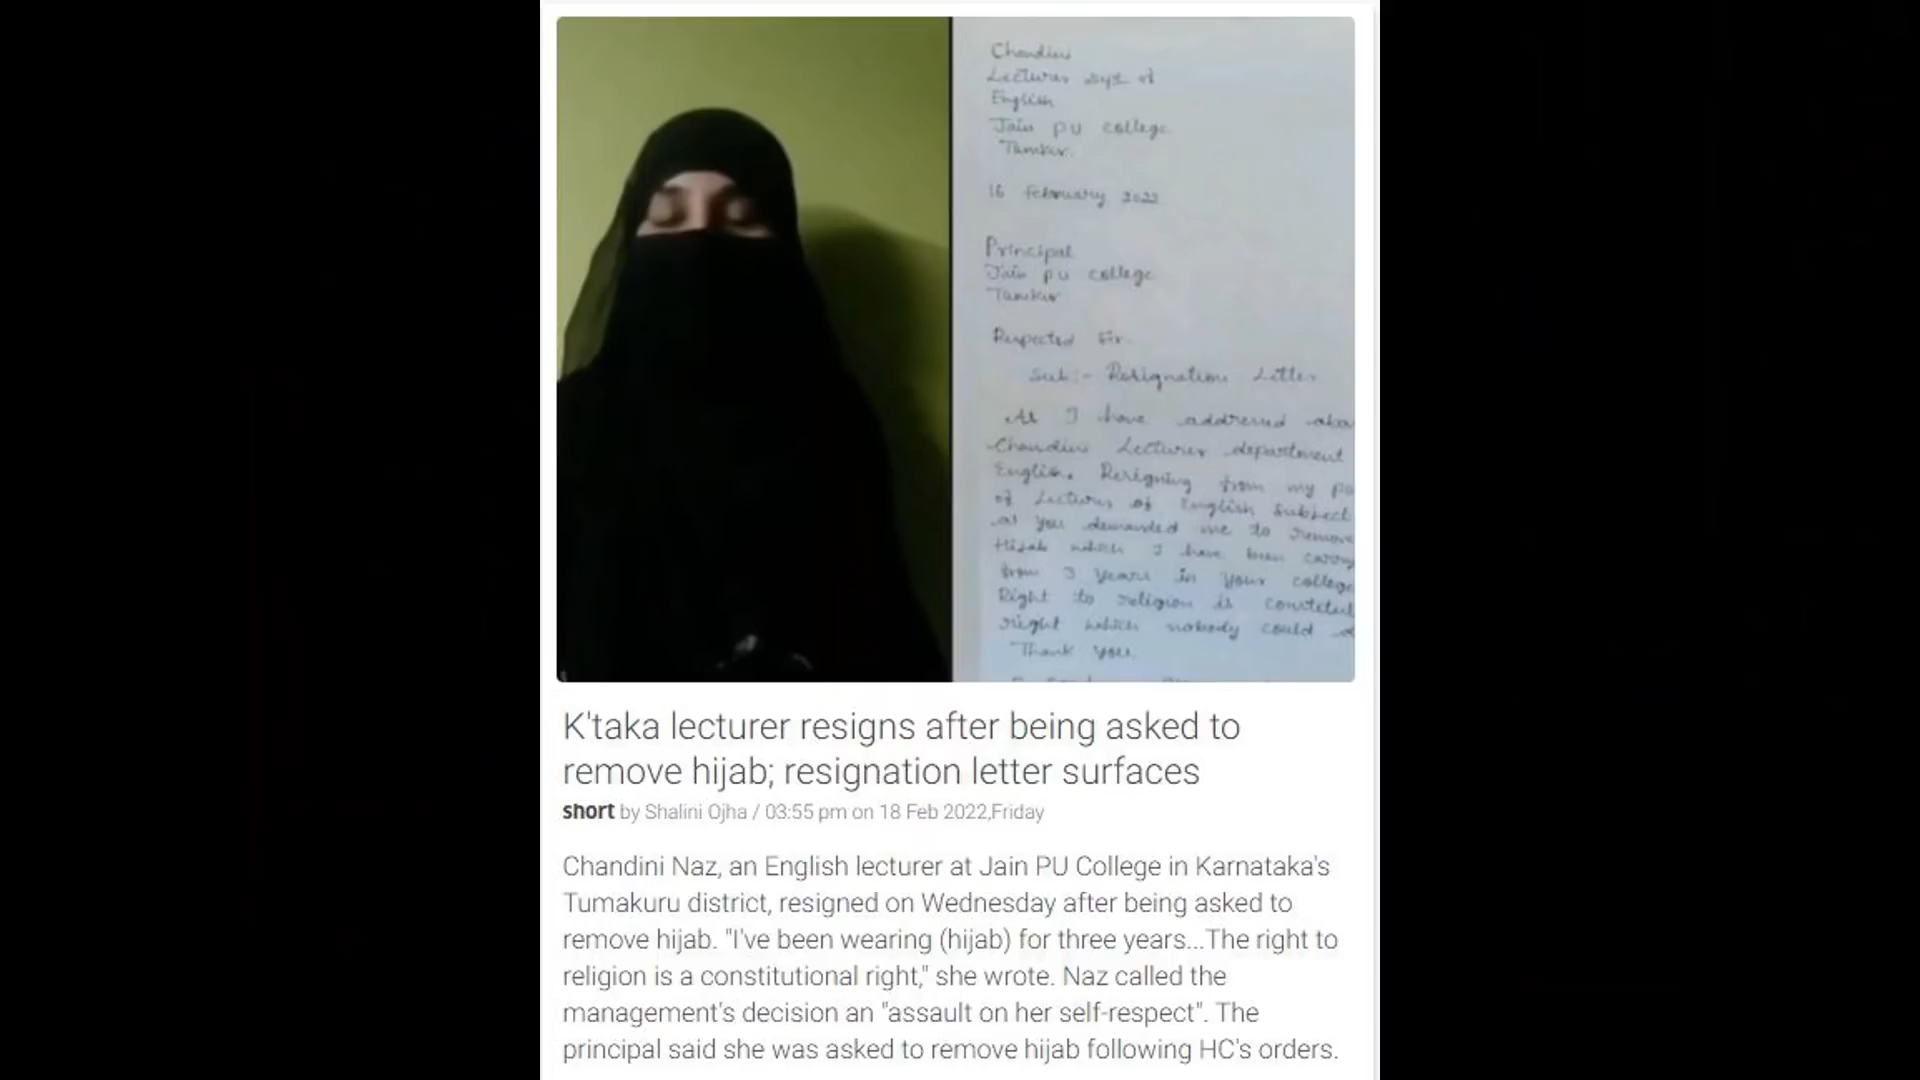 Chandini
Lecturer dept of
English
Jain PU college
Tumkur.
16 February 2022
Principal
Jain PU college
Tumkur
Respected Sir.
Sub:- Resignation Letter
As I have addressed
Chandini Lecturer department
English. Resigning from my
of Lecturer of English Subject
as you demanded me to remove
Hijab which I have been
from 3 years in your college
Right to religion is
right which nobody could
Thank you.
K'taka lecturer resigns after being asked to
remove hijab; resignation letter surfaces
short by Shalini Ojha / 03:55 pm on 18 Feb 2022,Friday
Chandini Naz, an English lecturer at Jain PU College in Karnataka's
Tumakuru district, resigned on Wednesday after being asked to
remove hijab. "I've been wearing (hijab) for three years...The right to
religion is a constitutional right," she wrote. Naz called the
management's decision an "assault on her self-respect". The
principal said she was asked to remove hijab following HC's orders.